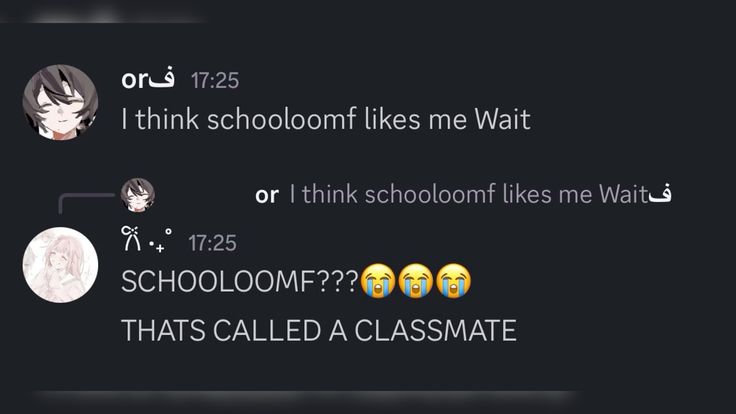 orف 17:25
I think schooloomf likes me Wait
or I think schooloomf likes me Waitف
17:25
SCHOOLOOMF???😭😭😭
THATS CALLED A CLASSMATE